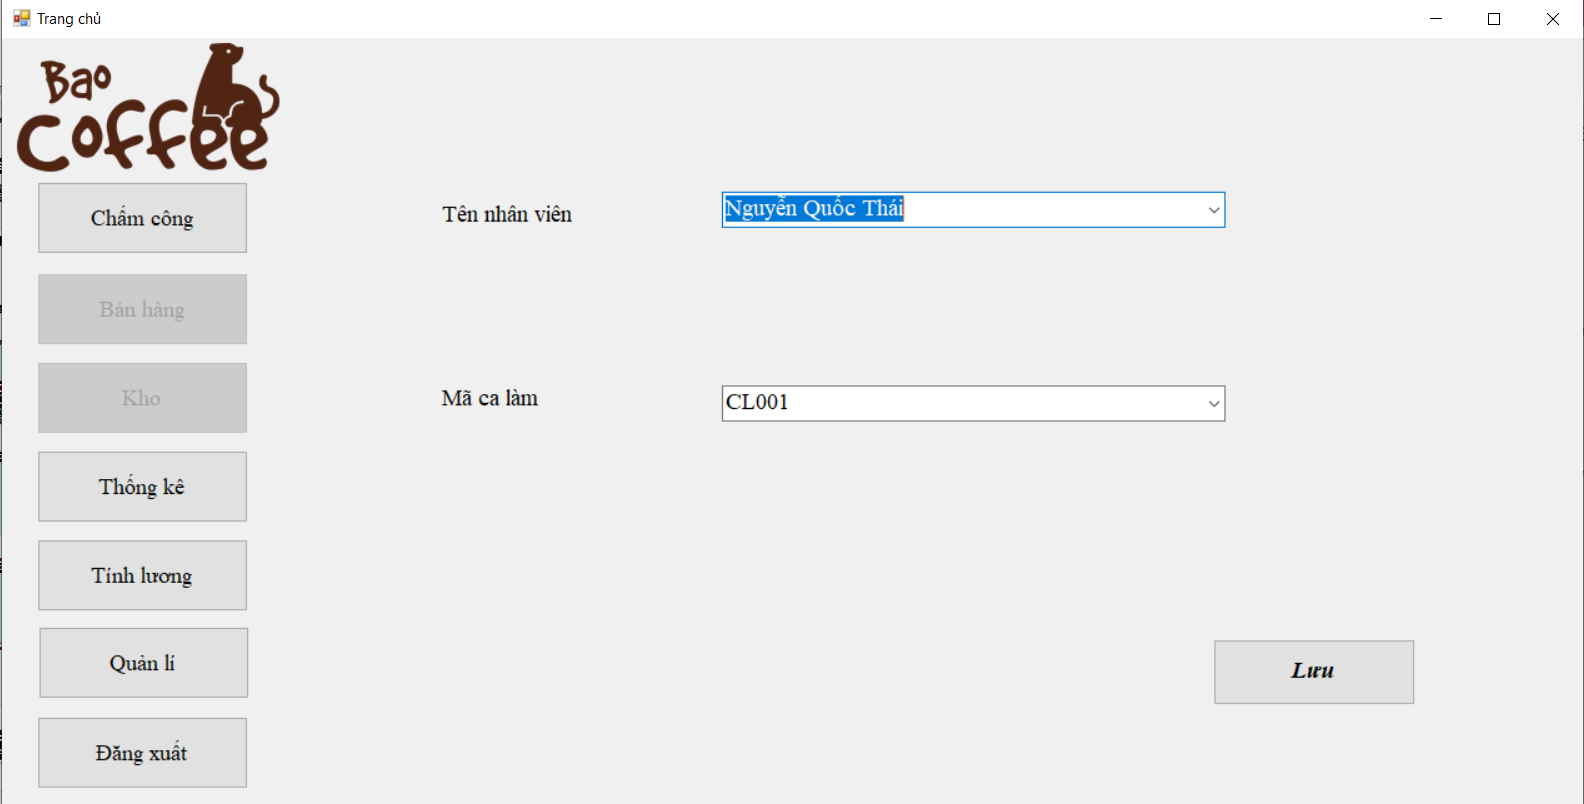 Trang chủ
Bao
Coffee
Chấm công
Tên nhân viên
Nguyễn Quốc Thái
Bán hàng
Kho
Mã ca làm
CL001
Thống kê
Tính lương
Quản lí
Lưu
Đăng xuất